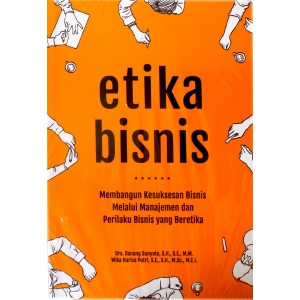 etika
bisnis
Membangun Kesuksesan Bisnis
Melalui Manajemen dan
Perilaku Bisnis yang Beretika
Drs. Danang Sunyoto, S.H., S.E., M.M.
Wika Harisa Putri, S.E., S.H., M.Sc., M.E.I.